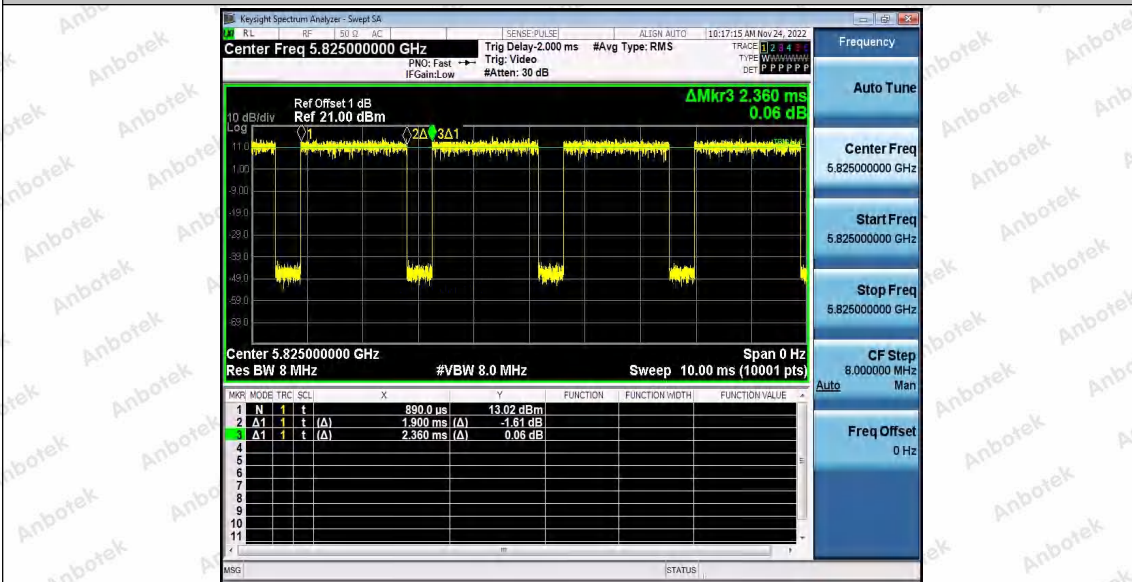 Keysight Spectrum Analyzer - Swept SA
RL RF 50 Ω AC SENSE:PULSE ALIGN AUTO 10:17:15 AM Nov 24, 2022
Center Freq 5.825000000 GHz
PNO: Fast
IFGain:Low
Trig Delay-2.000 ms
Trig: Video
#Atten: 30 dB
#Avg Type: RMS
TRACE 1 2 3 4 5 6
TYPE WWWWWW
DET P P P P P P
ΔMkr3 2.360 ms
0.06 dB
Ref Offset 1 dB
10 dB/div Ref 21.00 dBm
Log
1 2Δ1 3Δ1
11.0
1.00
-9.00
-19.0
-29.0
-39.0
-49.0
-59.0
-69.0
Center 5.825000000 GHz Span 0 Hz
Res BW 8 MHz #VBW 8.0 MHz Sweep 10.00 ms (10001 pts)
MKR MODE TRC SCL X Y FUNCTION FUNCTION WIDTH FUNCTION VALUE
1 N 1 t 890.0 µs 13.02 dBm
2 Δ1 1 t (Δ) 1.900 ms (Δ) -1.61 dB
3 Δ1 1 t (Δ) 2.360 ms (Δ) 0.06 dB
4
5
6
7
8
9
10
11
MSG STATUS
Frequency
Auto Tune
Center Freq
5.825000000 GHz
Start Freq
5.825000000 GHz
Stop Freq
5.825000000 GHz
CF Step
8.000000 MHz
Auto Man
Freq Offset
0 Hz
Anbotek